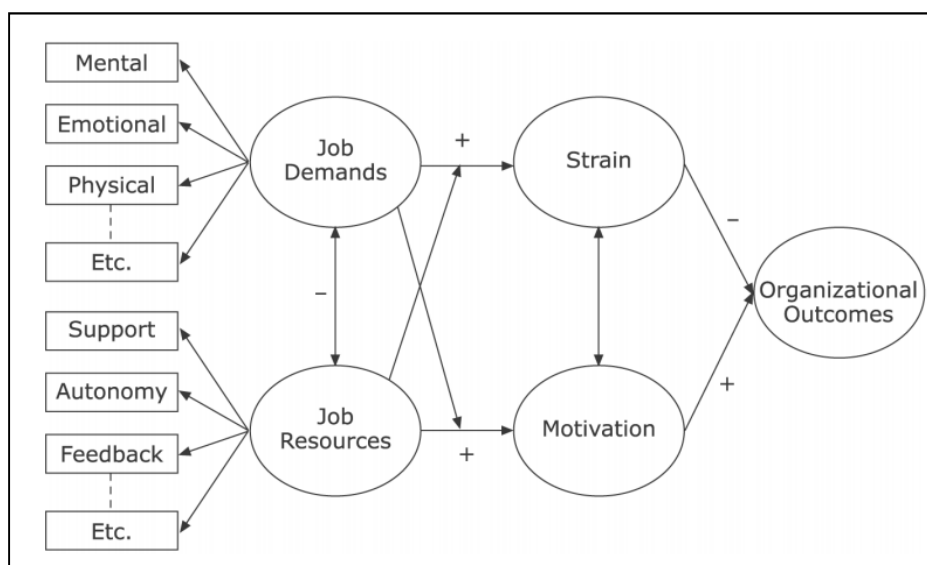 Mental
Emotional
Physical
Etc.
Support
Autonomy
Feedback
Etc.
Job
Demands
–
Job
Resources
+
+
Strain
Motivation
–
+
Organizational
Outcomes